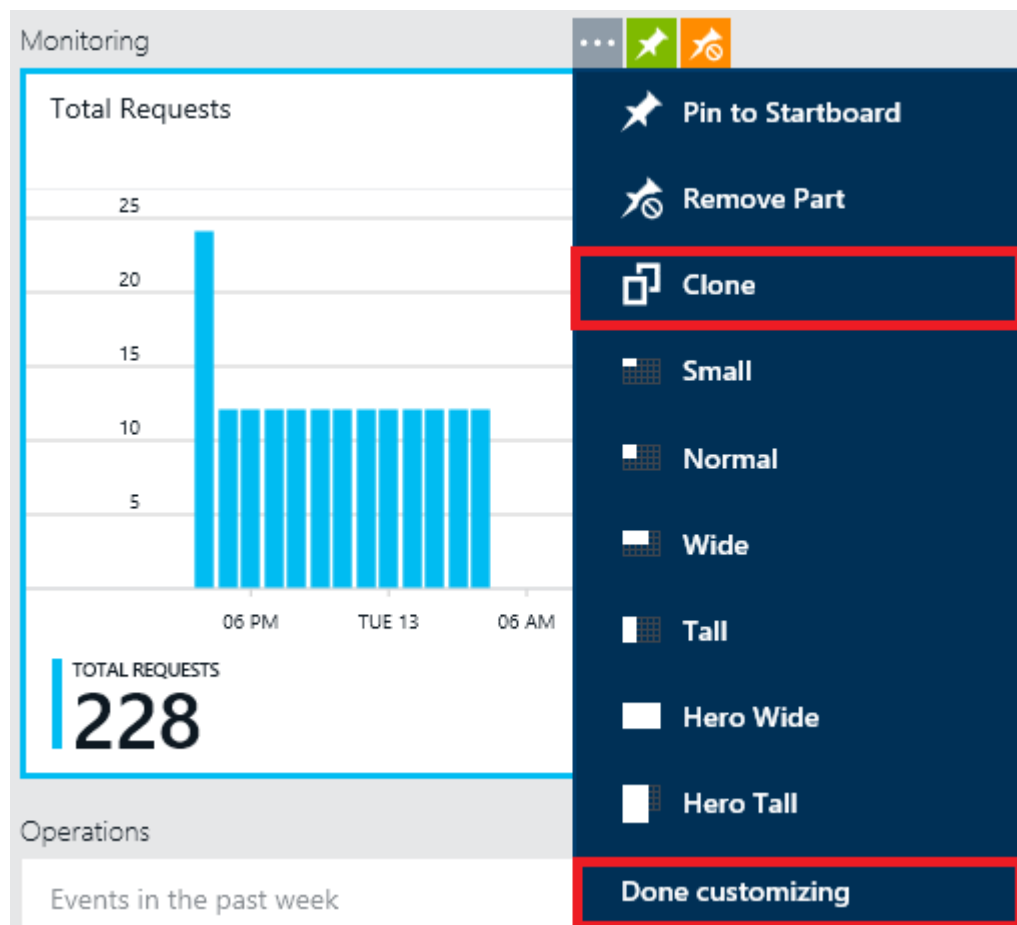 Monitoring
Total Requests
25
20
15
10
5
06 PM TUE 13 06 AM
TOTAL REQUESTS
228
Operations
Events in the past week
Pin to Startboard
Remove Part
Clone
Small
Normal
Wide
Tall
Hero Wide
Hero Tall
Done customizing